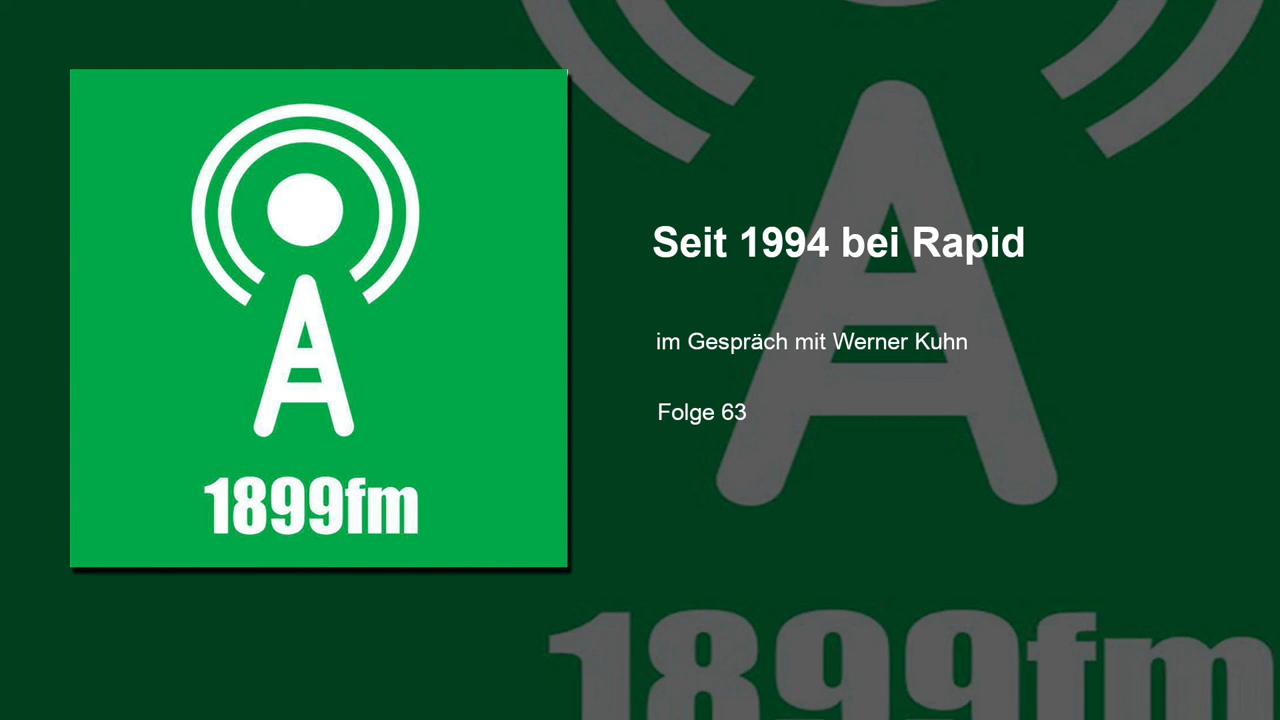 1899fm
Seit 1994 bei Rapid
im Gespräch mit Werner Kuhn
Folge 63
1899fm